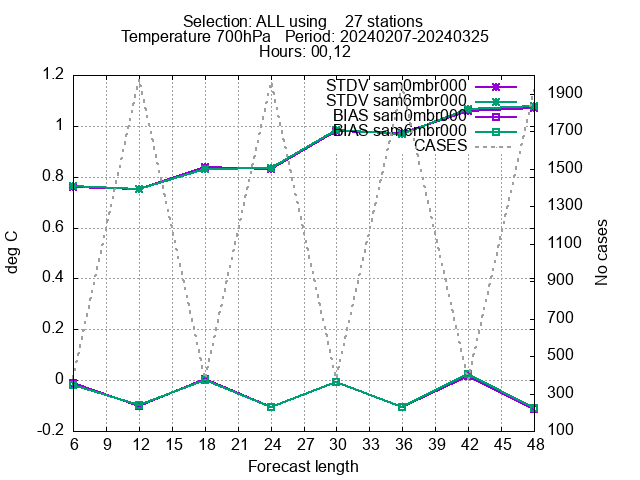 Selection: ALL using    27 stations
Temperature 700hPa   Period: 20240207-20240325
Hours: 00,12
STDV sam0mbr000
STDV sam6mbr000
BIAS sam0mbr000
BIAS sam6mbr000
CASES
deg C
1.2
1
0.8
0.6
0.4
0.2
0
-0.2
No cases
1900
1700
1500
1300
1100
900
700
500
300
100
6 9 12 15 18 21 24 27 30 33 36 39 42 45 48
Forecast length